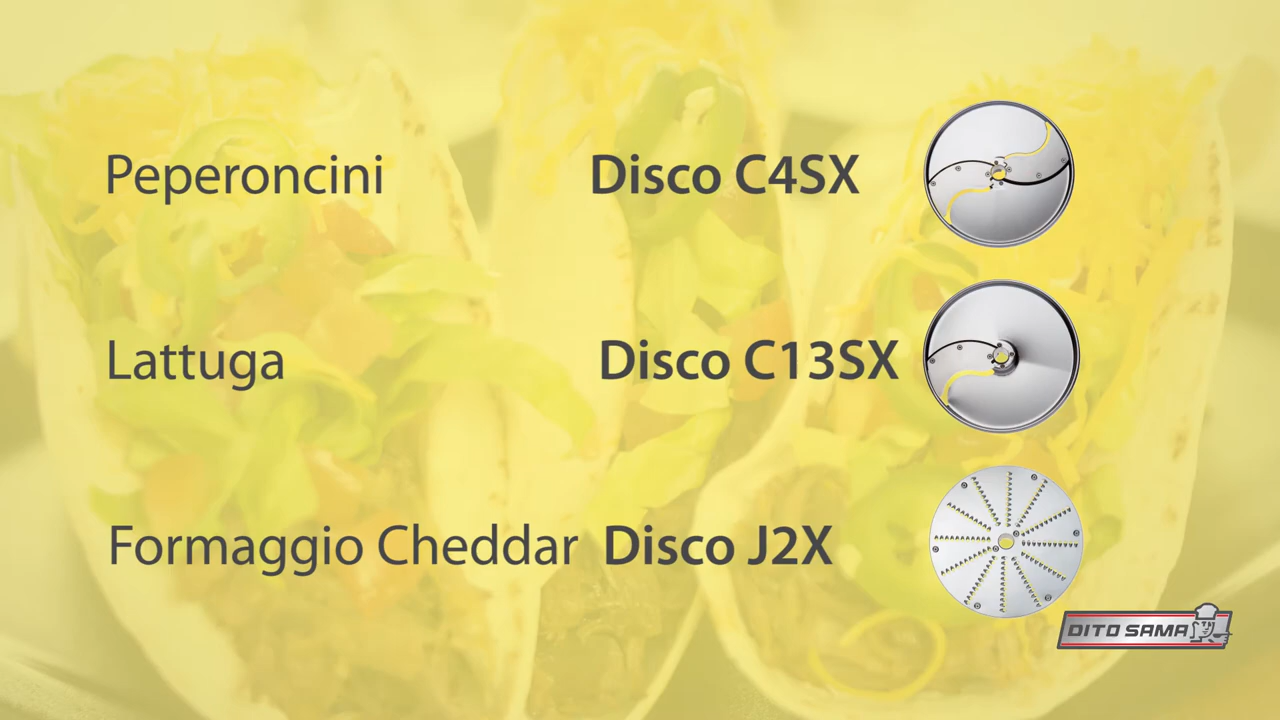 Peperoncini Disco C4SX
Lattuga Disco C13SX
Formaggio Cheddar Disco J2X
DITO SAMA